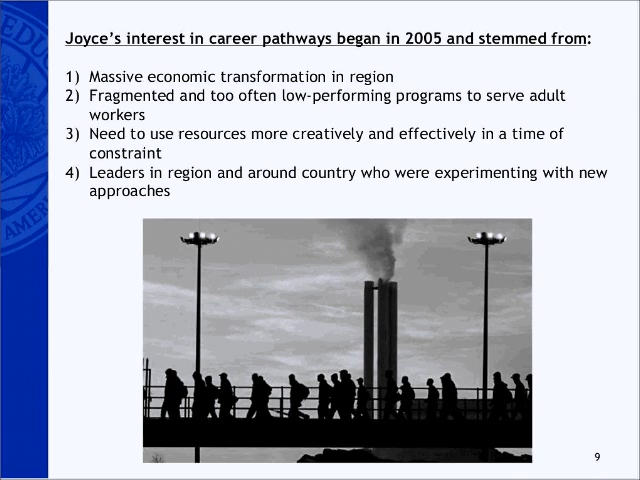 Joyce's interest in career pathways began in 2005 and stemmed from:
1) Massive economic transformation in region
2) Fragmented and too often low-performing programs to serve adult
workers
3) Need to use resources more creatively and effectively in a time of
constraint
4) Leaders in region and around country who were experimenting with new
approaches
9